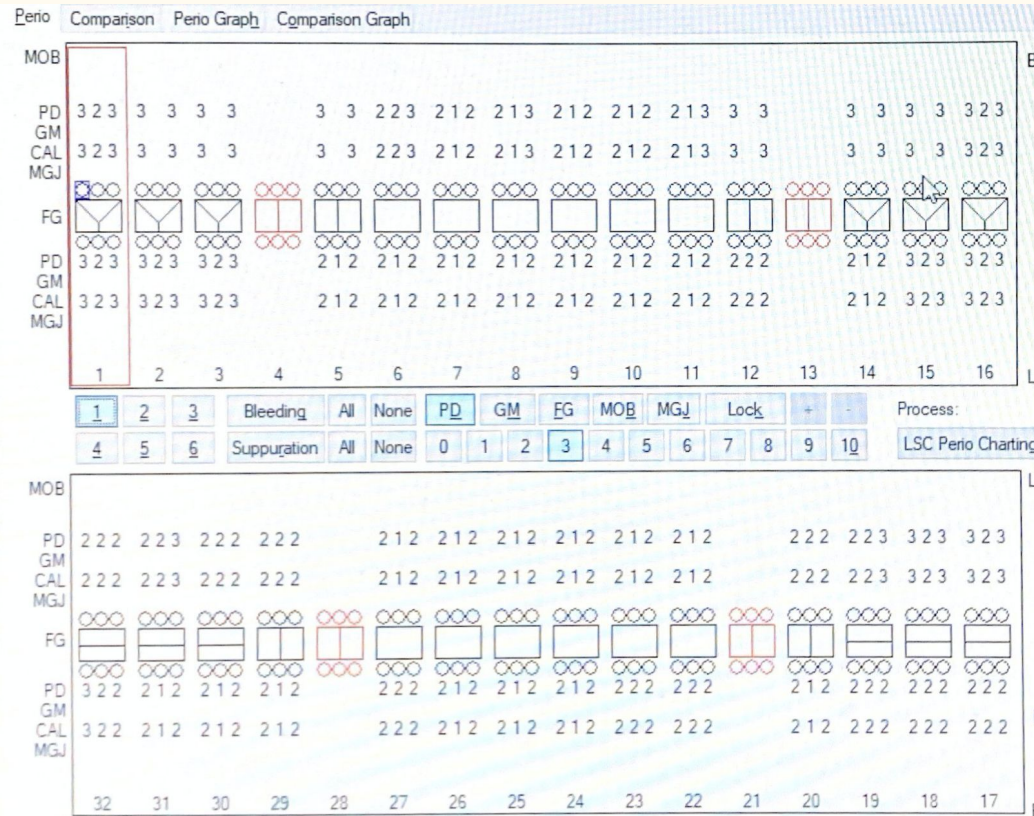 Perio Comparison Perio Graph Comparison Graph
MOB
PD 3 2 3 3 3 3 3 3 3 2 2 3 2 1 2 2 1 3 2 1 2 2 1 2 2 1 3 3 3 3 3 3 3 3 2 3
GM
CAL 3 2 3 3 3 3 3 3 3 2 2 3 2 1 2 2 1 3 2 1 2 2 1 2 2 1 3 3 3 3 3 3 3 3 2 3
MGJ
FG
PD 3 2 3 3 2 3 3 2 3 2 1 2 2 1 2 2 1 2 2 1 2 2 1 2 2 1 2 2 1 2 2 2 2 2 1 2 3 2 3 3 2 3
GM
CAL 3 2 3 3 2 3 3 2 3 2 1 2 2 1 2 2 1 2 2 1 2 2 1 2 2 1 2 2 1 2 2 2 2 2 1 2 3 2 3 3 2 3
MGJ
1 2 3 4 5 6 7 8 9 10 11 12 13 14 15 16 L
1 2 3 Bleeding All None PD GM FG MOB MGJ Lock + - Process:
4 5 6 Suppuration All None 0 1 2 3 4 5 6 7 8 9 10 LSC Perio Charting
MOB L
PD 2 2 2 2 2 3 2 2 2 2 2 2 2 1 2 2 1 2 2 1 2 2 1 2 2 1 2 2 1 2 2 2 2 2 2 3 3 2 3 3 2 3
GM
CAL 2 2 2 2 2 3 2 2 2 2 2 2 2 1 2 2 1 2 2 1 2 2 1 2 2 1 2 2 1 2 2 2 2 2 2 3 3 2 3 3 2 3
MGJ
FG
PD 3 2 2 2 1 2 2 1 2 2 1 2 2 2 2 2 1 2 2 1 2 2 1 2 2 2 2 2 2 2 2 1 2 2 2 2 2 2 2 2 2 2
GM
CAL 3 2 2 2 1 2 2 1 2 2 1 2 2 2 2 2 1 2 2 1 2 2 1 2 2 2 2 2 2 2 2 1 2 2 2 2 2 2 2 2 2 2
MGJ
32 31 30 29 28 27 26 25 24 23 22 21 20 19 18 17